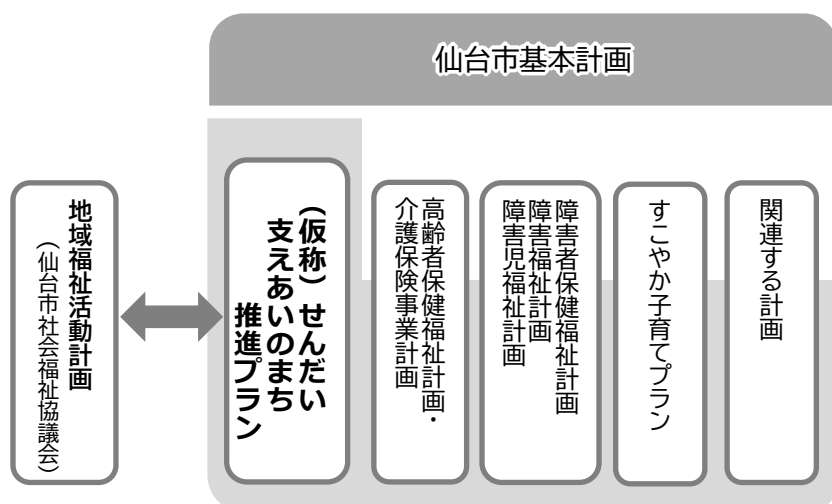 仙台市基本計画
地域福祉活動計画
（仙台市社会福祉協議会）
（仮称）せんだい
支えあいのまち
推進プラン
高齢者保健福祉計画・
介護保険事業計画
障害者保健福祉計画
障害福祉計画
障害児福祉計画
すこやか子育てプラン
関連する計画